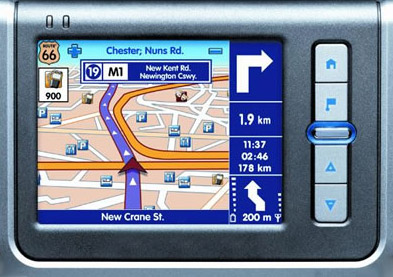 ROUTE
66
Chester; Nuns Rd.
19 M1
New Kent Rd.
Newington Cswy.
900
1.9 km
11:37
02:46
178 km
New Crane St.
200 m